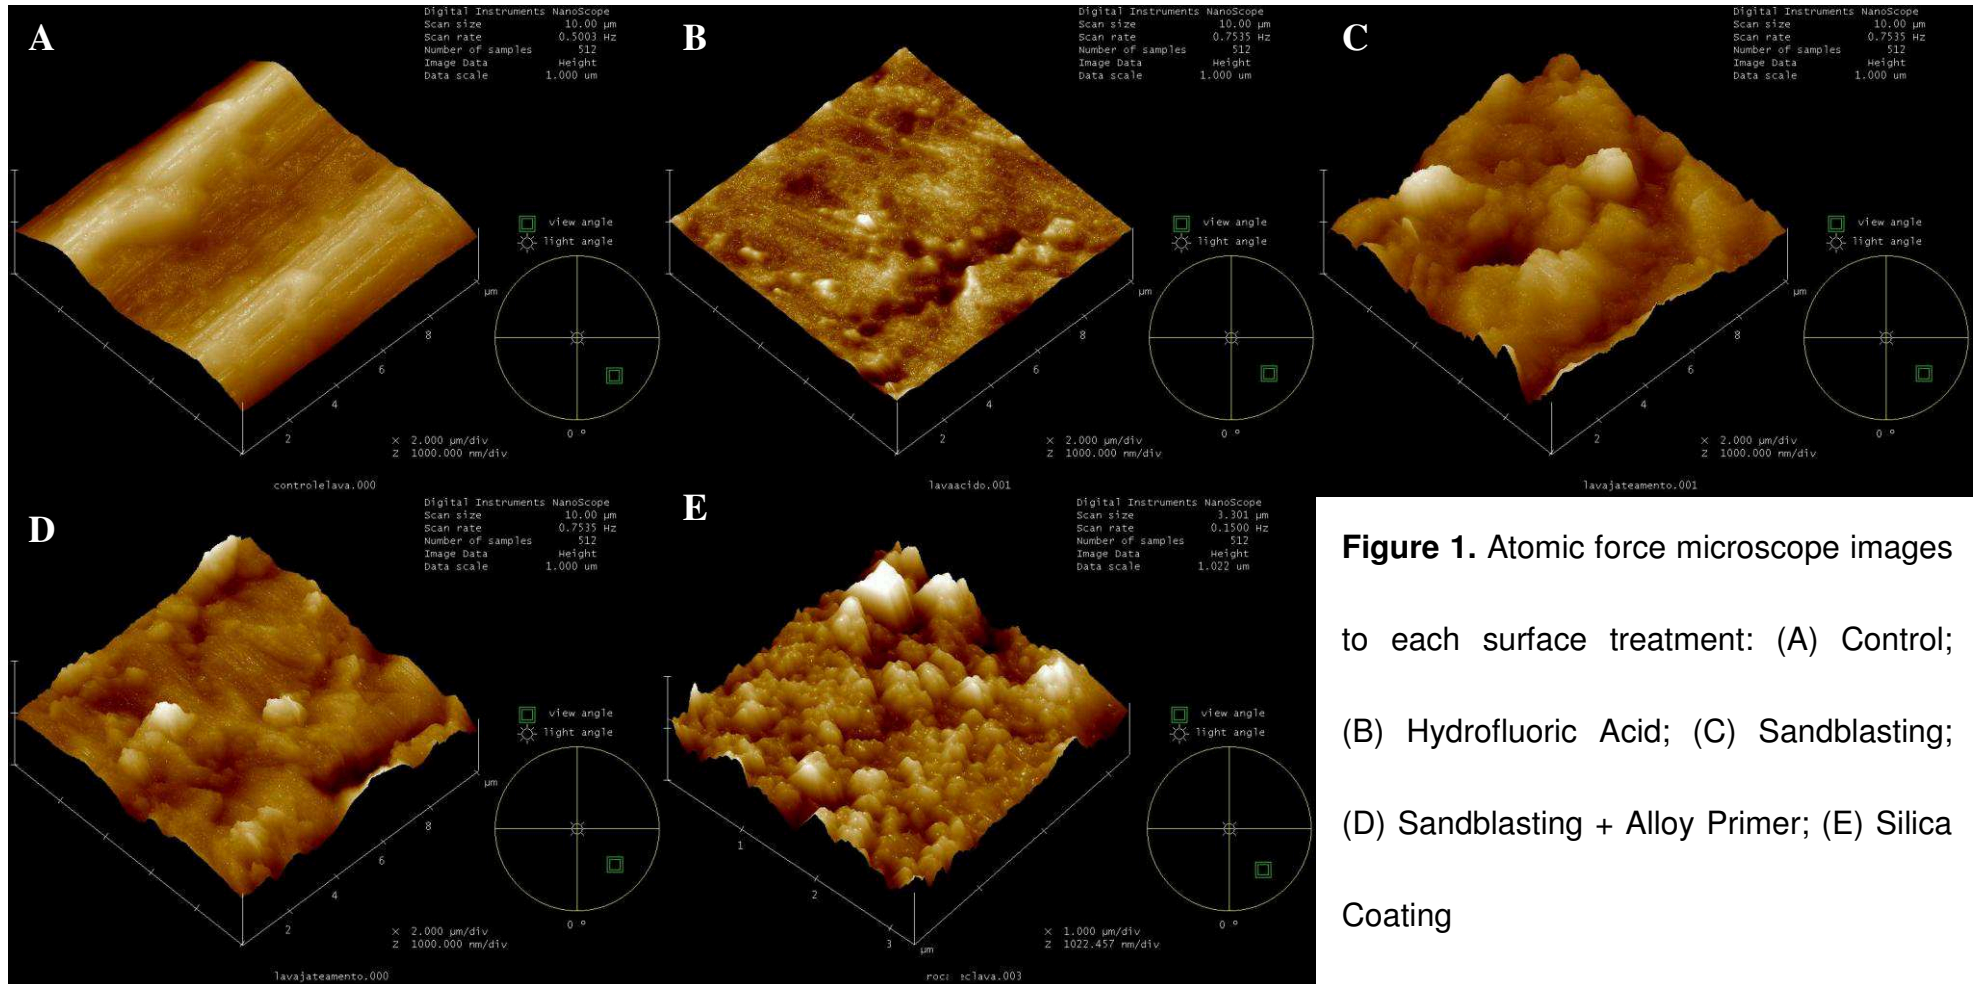 A
Digital Instruments NanoScope
Scan size 10.00 µm
Scan rate 0.5003 Hz
Number of samples 512
Image Data Height
Data scale 1.000 um
view angle
light angle
µm
8
6
4
2
0 º
X 2.000 µm/div
Z 1000.000 nm/div
controlelava.000
B
Digital Instruments NanoScope
Scan size 10.00 µm
Scan rate 0.7535 Hz
Number of samples 512
Image Data Height
Data scale 1.000 um
view angle
light angle
µm
8
6
4
2
0 º
X 2.000 µm/div
Z 1000.000 nm/div
lavaacido.001
C
Digital Instruments NanoScope
Scan size 10.00 µm
Scan rate 0.7535 Hz
Number of samples 512
Image Data Height
Data scale 1.000 um
view angle
light angle
µm
8
6
4
2
0 º
X 2.000 µm/div
Z 1000.000 nm/div
lavajateamento.001
D
Digital Instruments NanoScope
Scan size 10.00 µm
Scan rate 0.7535 Hz
Number of samples 512
Image Data Height
Data scale 1.000 um
view angle
light angle
µm
8
6
4
2
0 º
X 2.000 µm/div
Z 1000.000 nm/div
lavajateamento.000
E
Digital Instruments NanoScope
Scan size 3.301 µm
Scan rate 0.1500 Hz
Number of samples 512
Image Data Height
Data scale 1.022 um
view angle
light angle
1
2
3
µm
0 º
X 1.000 µm/div
Z 1022.457 nm/div
Figure 1. Atomic force microscope images
to each surface treatment: (A) Control;
(B) Hydrofluoric Acid; (C) Sandblasting;
(D) Sandblasting + Alloy Primer; (E) Silica
Coating